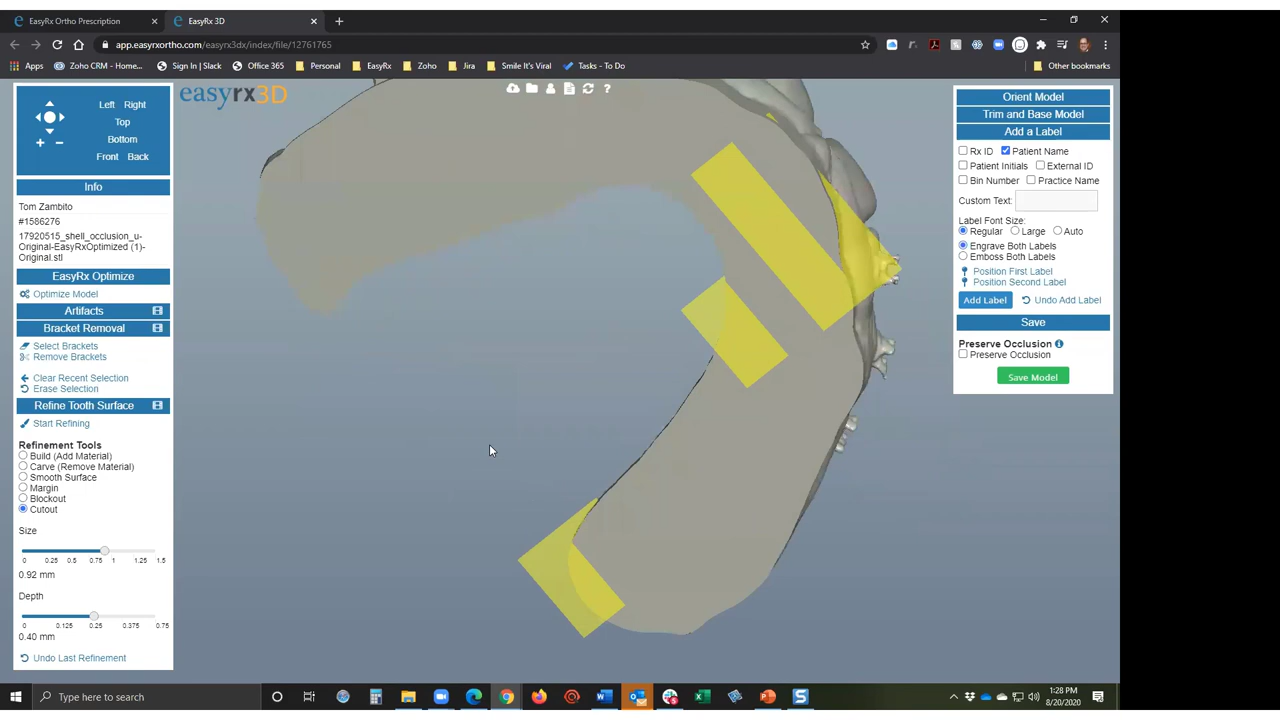 EasyRx Ortho Prescription
EasyRx 3D
app.easyrxortho.com/easyrx3dx/index/file/12761765
Apps
Zoho CRM - Home...
Sign In | Slack
Office 365
Personal
EasyRx
Zoho
Jira
Smile It's Viral
Tasks - To Do
Other bookmarks
Left Right
Top
Bottom
Front Back
Info
Tom Zambito
#1586276
17920515_shell_occlusion_u-
Original-EasyRxOptimized (1)-
Original.stl
EasyRx Optimize
Optimize Model
Artifacts
Bracket Removal
Select Brackets
Remove Brackets
Clear Recent Selection
Erase Selection
Refine Tooth Surface
Start Refining
Refinement Tools
Build (Add Material)
Carve (Remove Material)
Smooth Surface
Margin
Blockout
Cutout
Size
0 0.25 0.5 0.75 1 1.25 1.5
0.92 mm
Depth
0 0.125 0.25 0.375 0.75
0.40 mm
Undo Last Refinement
easyrx3D
Orient Model
Trim and Base Model
Add a Label
Rx ID Patient Name
Patient Initials External ID
Bin Number Practice Name
Custom Text:
Label Font Size:
Regular Large Auto
Engrave Both Labels
Emboss Both Labels
Position First Label
Position Second Label
Add Label Undo Add Label
Save
Preserve Occlusion
Preserve Occlusion
Save Model
Type here to search
1:28 PM
8/20/2020